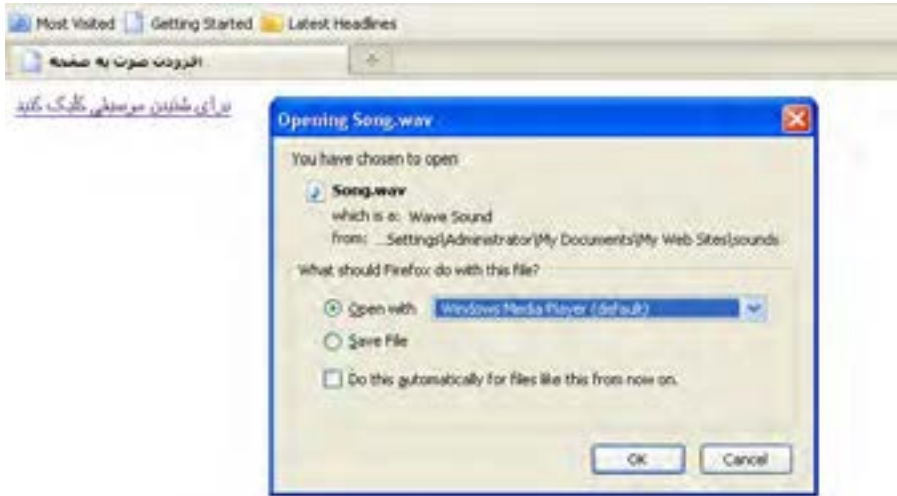 Most Visited Getting Started Latest Headlines
افزودن صوت به صفحه
برای شنیدن موسیقی کلیک کنید
Opening Song.wav
You have chosen to open
Song.wav
which is a: Wave Sound
from: ...Settings\Administrator\My Documents\My Web Sites\sounds
What should Firefox do with this file?
Open with Windows Media Player (default)
Save File
Do this automatically for files like this from now on.
OK Cancel